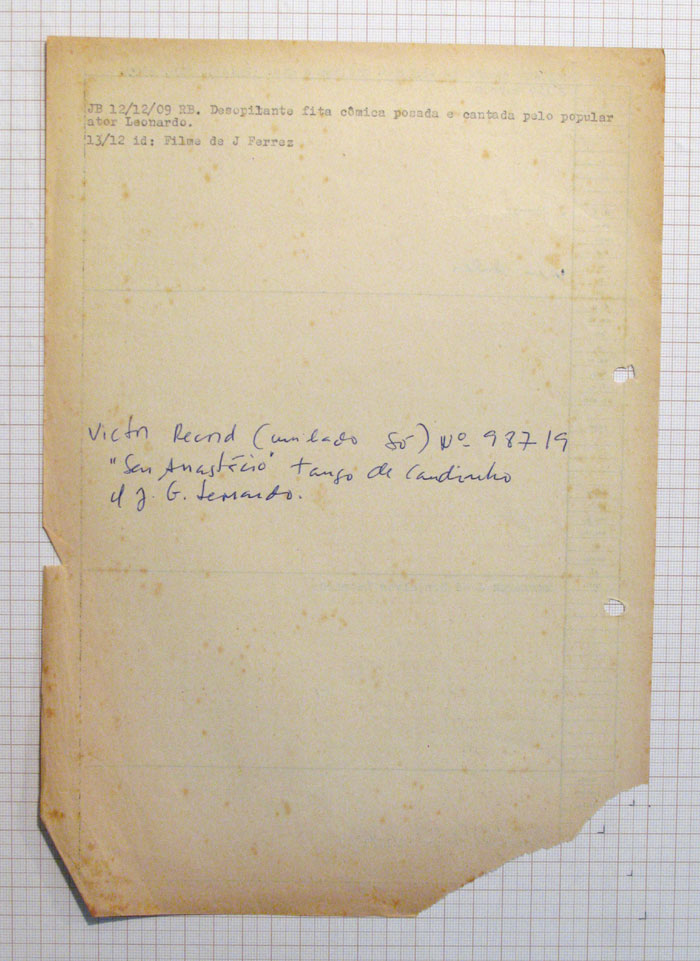 JB 12/12/09 RB. Desopilante fita cômica posada e cantada pelo popular
ator Leonardo.
13/12 id: Filme de J Ferrez
Victor Record (um lado só) Nº 98719
"Seu Anastácio" tango de Candinho
J. G. Leonardo.